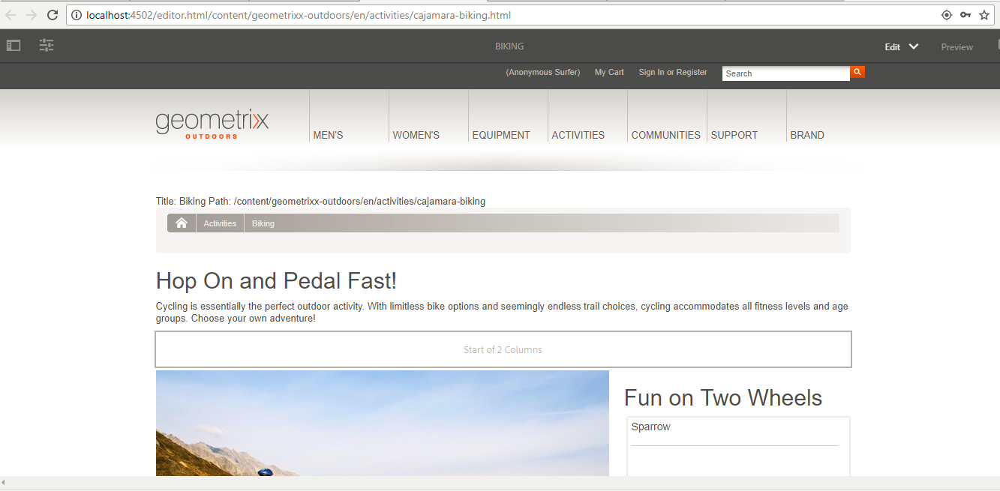 localhost:4502/editor.html/content/geometrixx-outdoors/en/activities/cajamara-biking.html
BIKING
Edit
Preview
(Anonymous Surfer) My Cart Sign In or Register Search
geometrixx
OUTDOORS
MEN'S WOMEN'S EQUIPMENT ACTIVITIES COMMUNITIES SUPPORT BRAND
Title: Biking Path: /content/geometrixx-outdoors/en/activities/cajamara-biking
Activities Biking
Hop On and Pedal Fast!
Cycling is essentially the perfect outdoor activity. With limitless bike options and seemingly endless trail choices, cycling accommodates all fitness levels and age
groups. Choose your own adventure!
Start of 2 Columns
Fun on Two Wheels
Sparrow